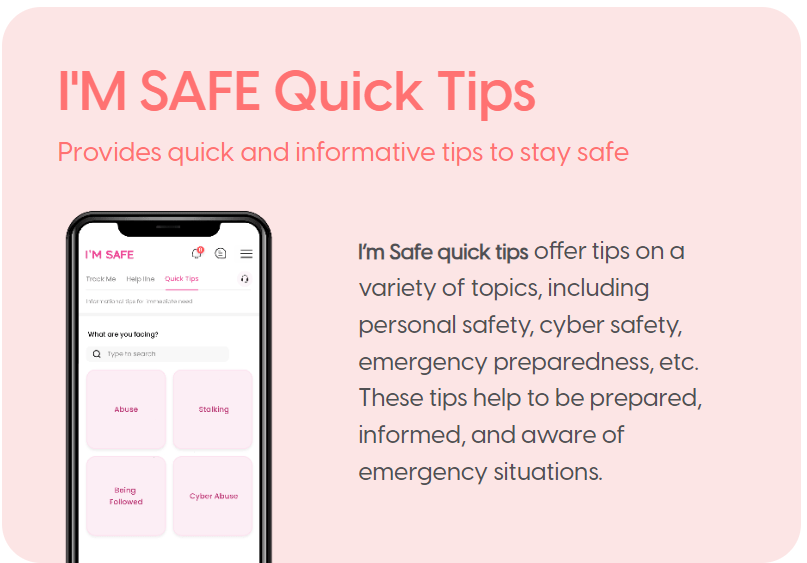 I'M SAFE Quick Tips
Provides quick and informative tips to stay safe
I'M SAFE
Track Me Help line Quick Tips
Informational tips for immediate need
What are you facing?
Type to search
Abuse
Stalking
Being
Followed
Cyber Abuse
I'm Safe quick tips offer tips on a
variety of topics, including
personal safety, cyber safety,
emergency preparedness, etc.
These tips help to be prepared,
informed, and aware of
emergency situations.